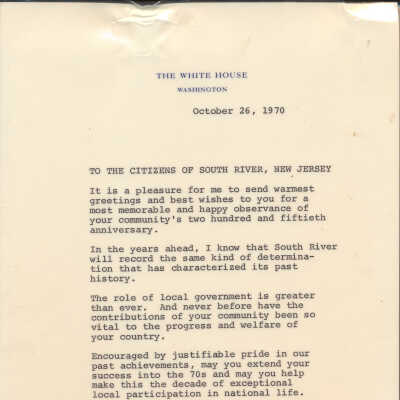 THE WHITE HOUSE
WASHINGTON
October 26, 1970
TO THE CITIZENS OF SOUTH RIVER, NEW JERSEY
It is a pleasure for me to send warmest
greetings and best wishes to you for a
most memorable and happy observance of
your community's two hundred and fiftieth
anniversary.
In the years ahead, I know that South River
will record the same kind of determina-
tion that has characterized its past
history.
The role of local government is greater
than ever. And never before have the
contributions of your community been so
vital to the progress and welfare of
your country.
Encouraged by justifiable pride in our
past achievements, may you extend your
success into the 70s and may you help
make this the decade of exceptional
local participation in national life.